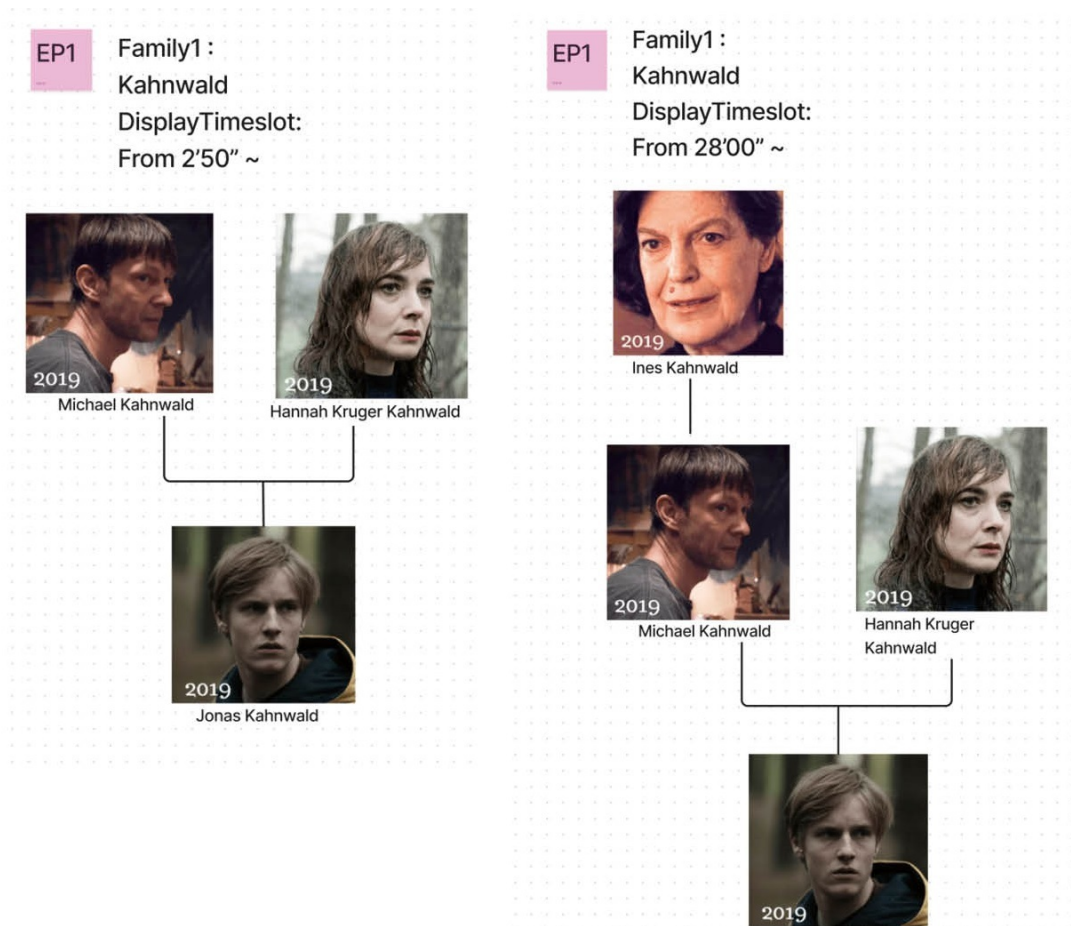 EP1
Family1 :
Kahnwald
DisplayTimeslot:
From 2’50” ~
2019
Michael Kahnwald
2019
Hannah Kruger Kahnwald
2019
Jonas Kahnwald
EP1
Family1 :
Kahnwald
DisplayTimeslot:
From 28’00” ~
2019
Ines Kahnwald
2019
Michael Kahnwald
2019
Hannah Kruger
Kahnwald
2019